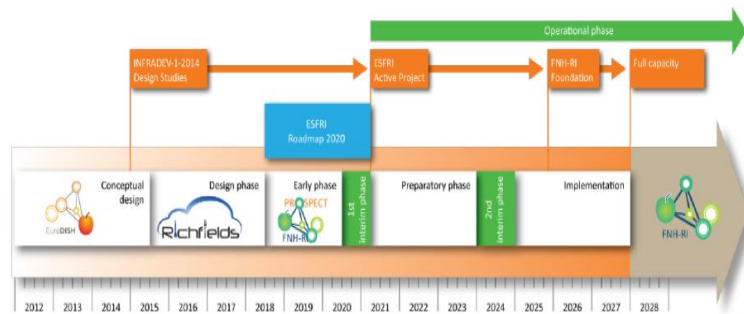 Operational phase
INFRADEV-1-2014
Design Studies
ESFRI
Active Project
FNH-RI
Foundation
Full capacity
ESFRI
Roadmap 2020
Conceptual
design
EuroDISH
Design phase
RICHFIELDS
Early phase
PROSPECT
FNH-RI
1st
interim phase
Preparatory phase
2nd
interim phase
Implementation
FNH-RI
2012 2013 2014 2015 2016 2017 2018 2019 2020 2021 2022 2023 2024 2025 2026 2027 2028